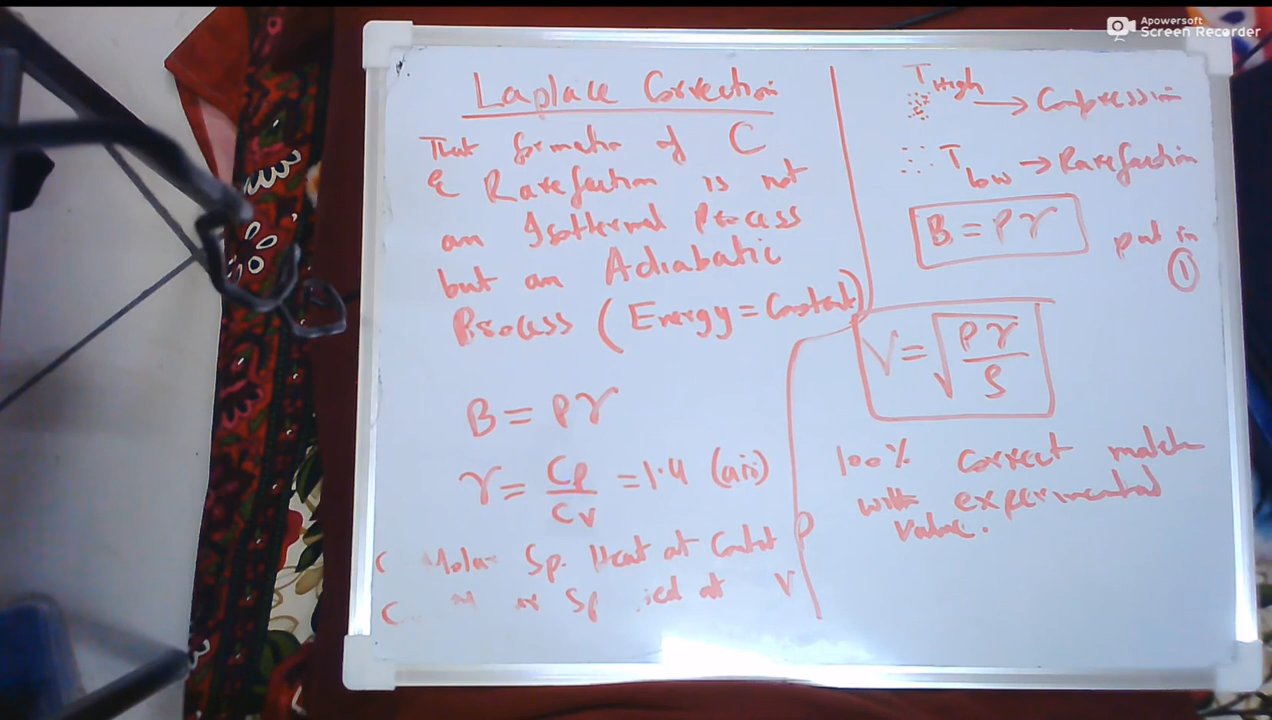 Apowersoft
Screen Recorder
Laplace Correction
That formation of C
& Rarefaction is not
an Isothermal Process
but an Adiabatic
Process (Energy = Constant)
B = Pγ
γ = Cp/Cv = 1.4 (air)
C Molar Sp. Heat at Contat P
C Sp at V
T High → Compression
T low → Rarefaction
B = Pγ put in ①
V = √(Pγ/ρ)
100% correct match
with experimental
value.